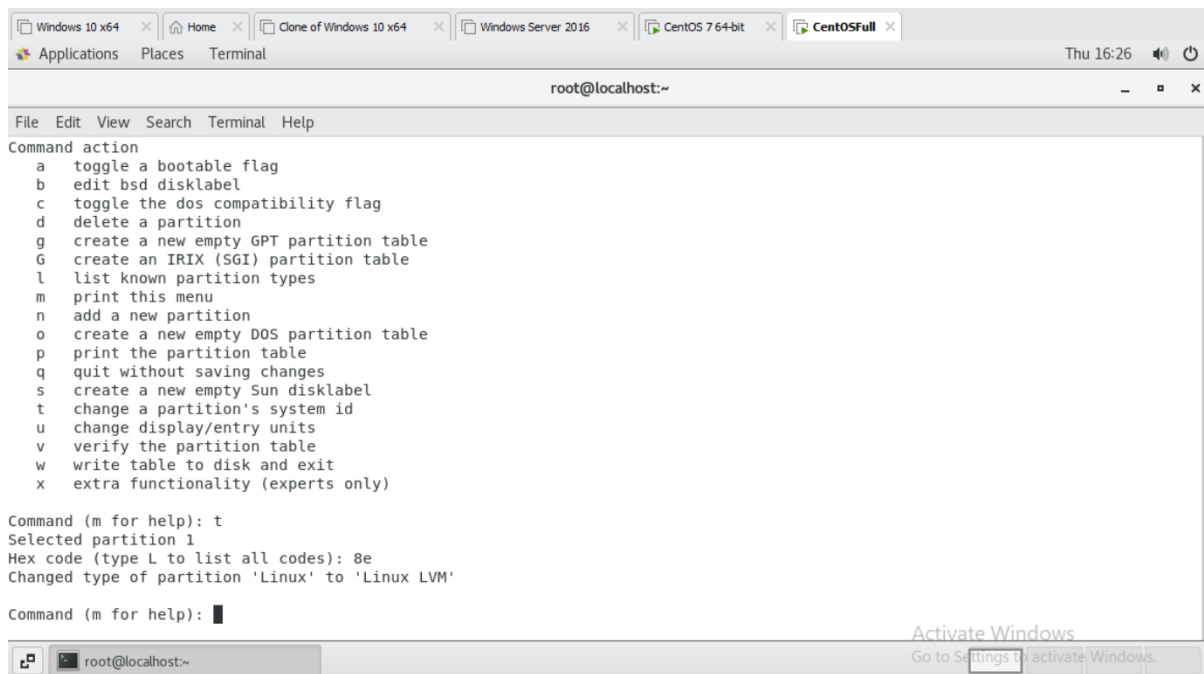 Windows 10 x64 Home Clone of Windows 10 x64 Windows Server 2016 CentOS 7 64-bit CentOSFull
Applications Places Terminal Thu 16:26
root@localhost:~
File Edit View Search Terminal Help
Command action
a toggle a bootable flag
b edit bsd disklabel
c toggle the dos compatibility flag
d delete a partition
g create a new empty GPT partition table
G create an IRIX (SGI) partition table
l list known partition types
m print this menu
n add a new partition
o create a new empty DOS partition table
p print the partition table
q quit without saving changes
s create a new empty Sun disklabel
t change a partition's system id
u change display/entry units
v verify the partition table
w write table to disk and exit
x extra functionality (experts only)
Command (m for help): t
Selected partition 1
Hex code (type L to list all codes): 8e
Changed type of partition 'Linux' to 'Linux LVM'
Command (m for help):
Activate Windows
Go to Settings to activate Windows.
root@localhost:~